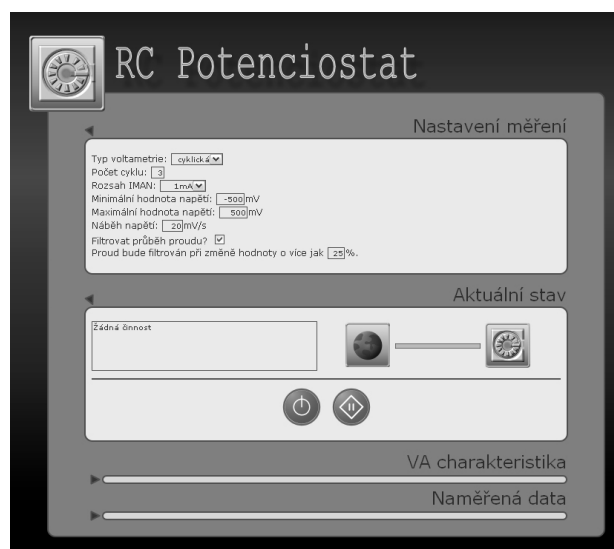 RC Potenciostat
Nastavení měření
Typ voltametrie: cyklická
Počet cyklu: 3
Rozsah IMAN: 1mA
Minimální hodnota napětí: -500 mV
Maximální hodnota napětí: 500 mV
Náběh napětí: 20 mV/s
Filtrovat průběh proudu?
Proud bude filtrován při změně hodnoty o více jak 25 %.
Aktuální stav
Žádná činnost
VA charakteristika
Naměřená data